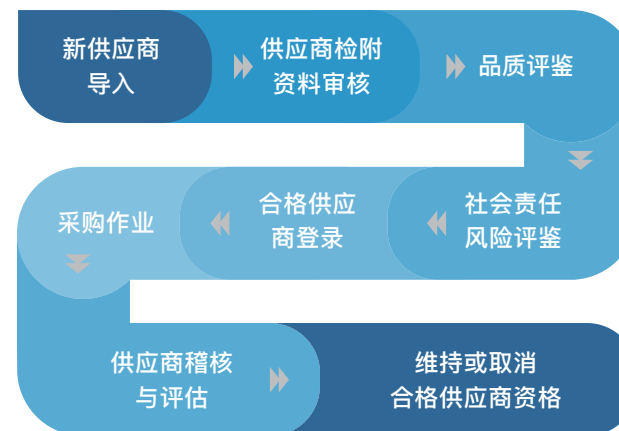 新供应商
导入
供应商检附
资料审核
品质评鉴
社会责任
风险评鉴
合格供应
商登录
采购作业
供应商稽核
与评估
维持或取消
合格供应商资格